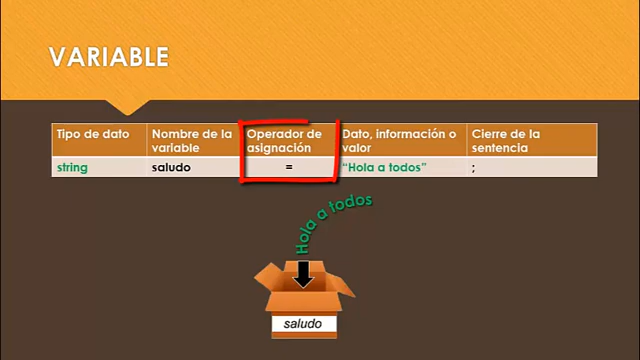 VARIABLE
Tipo de dato
Nombre de la variable
Operador de asignación
Dato, información o valor
Cierre de la sentencia
string
saludo
=
“Hola a todos”
;
Hola a todos
saludo